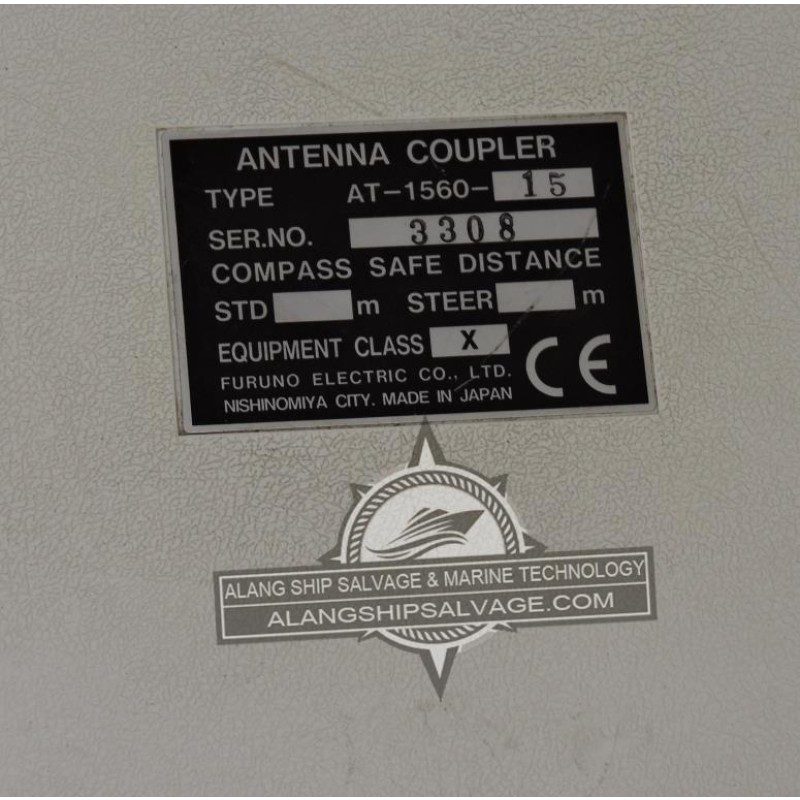 ANTENNA COUPLER
TYPE AT-1560- 15
SER.NO. 3308
COMPASS SAFE DISTANCE
STD m STEER m
EQUIPMENT CLASS X
FURUNO ELECTRIC CO., LTD. CE
NISHINOMIYA CITY. MADE IN JAPAN
ALANG SHIP SALVAGE & MARINE TECHNOLOGY
ALANGSHIPSALVAGE.COM